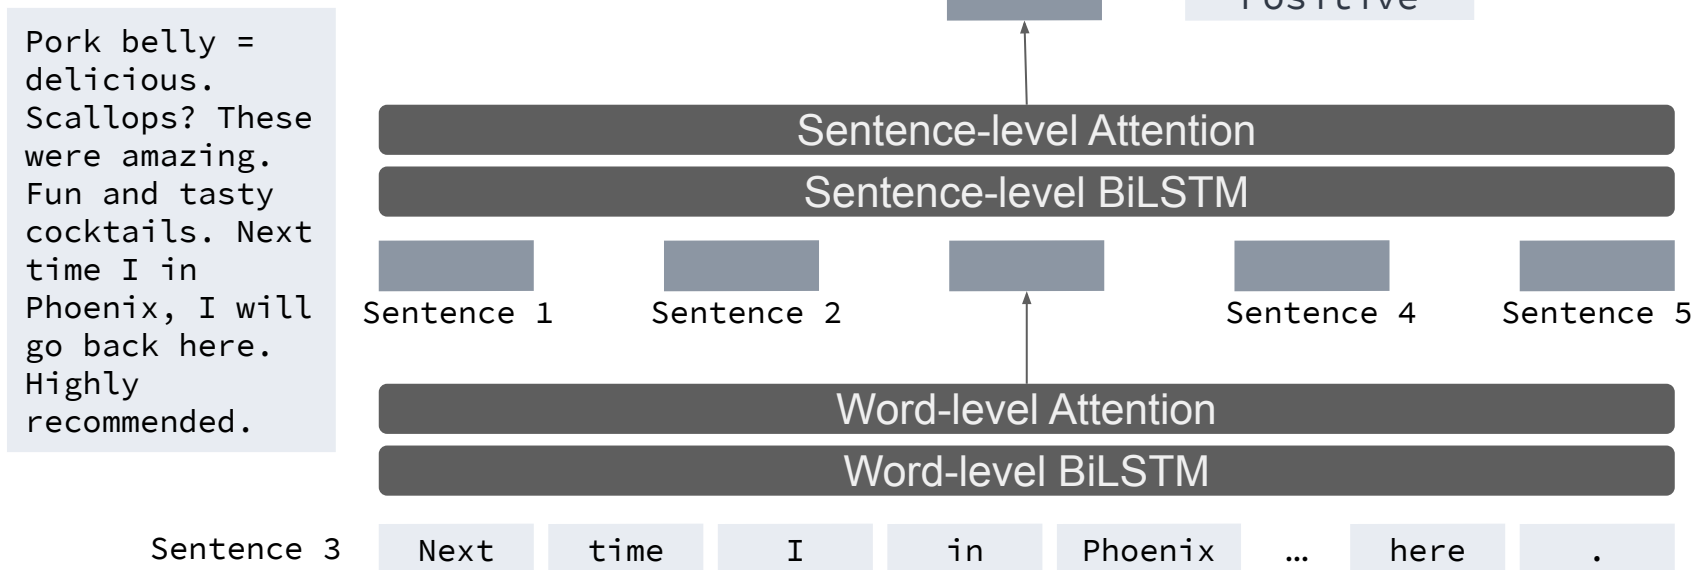 Positive
Pork belly =
delicious.
Scallops? These
were amazing.
Fun and tasty
cocktails. Next
time I in
Phoenix, I will
go back here.
Highly
recommended.
Sentence-level Attention
Sentence-level BiLSTM
Sentence 1 Sentence 2 Sentence 4 Sentence 5
Word-level Attention
Word-level BiLSTM
Sentence 3 Next time I in Phoenix … here .